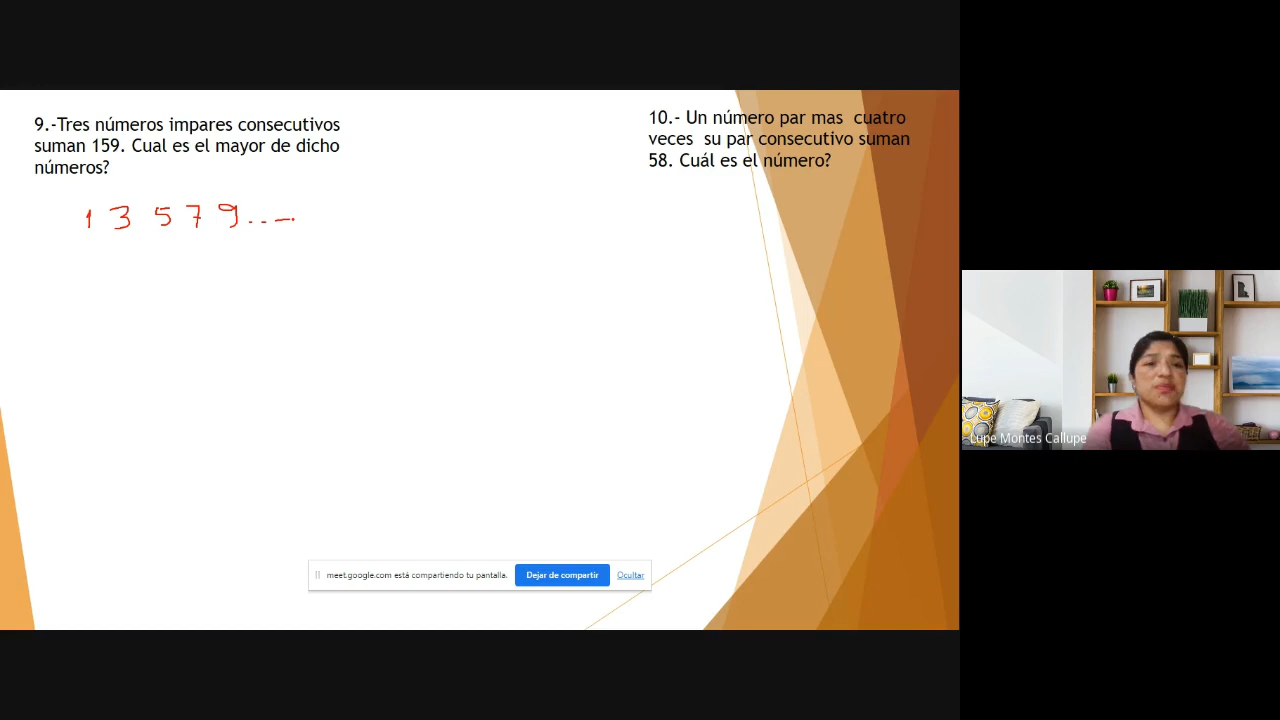 9.-Tres números impares consecutivos
suman 159. Cual es el mayor de dicho
números?
1 3 5 7 9 .. —.
10.- Un número par mas cuatro
veces su par consecutivo suman
58. Cuál es el número?
meet.google.com está compartiendo tu pantalla.
Dejar de compartir
Ocultar
Lupe Montes Callupe